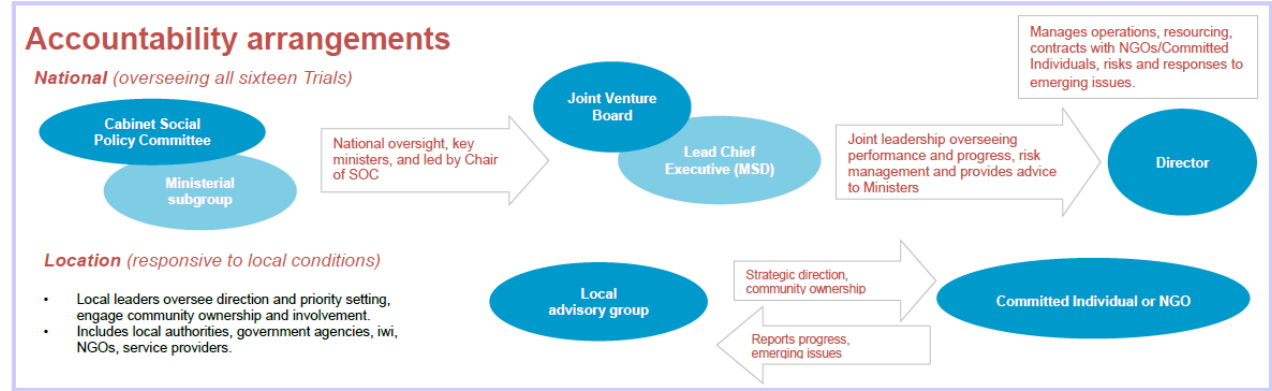 Accountability arrangements
National (overseeing all sixteen Trials)
Cabinet Social
Policy Committee
Ministerial
subgroup
National oversight, key
ministers, and led by Chair
of SOC
Joint Venture
Board
Lead Chief
Executive (MSD)
Joint leadership overseeing
performance and progress, risk
management and provides advice
to Ministers
Manages operations, resourcing,
contracts with NGOs/Committed
Individuals, risks and responses to
emerging issues.
Director
Location (responsive to local conditions)
• Local leaders oversee direction and priority setting,
engage community ownership and involvement.
• Includes local authorities, government agencies, iwi,
NGOs, service providers.
Local
advisory group
Strategic direction,
community ownership
Reports progress,
emerging issues
Committed Individual or NGO